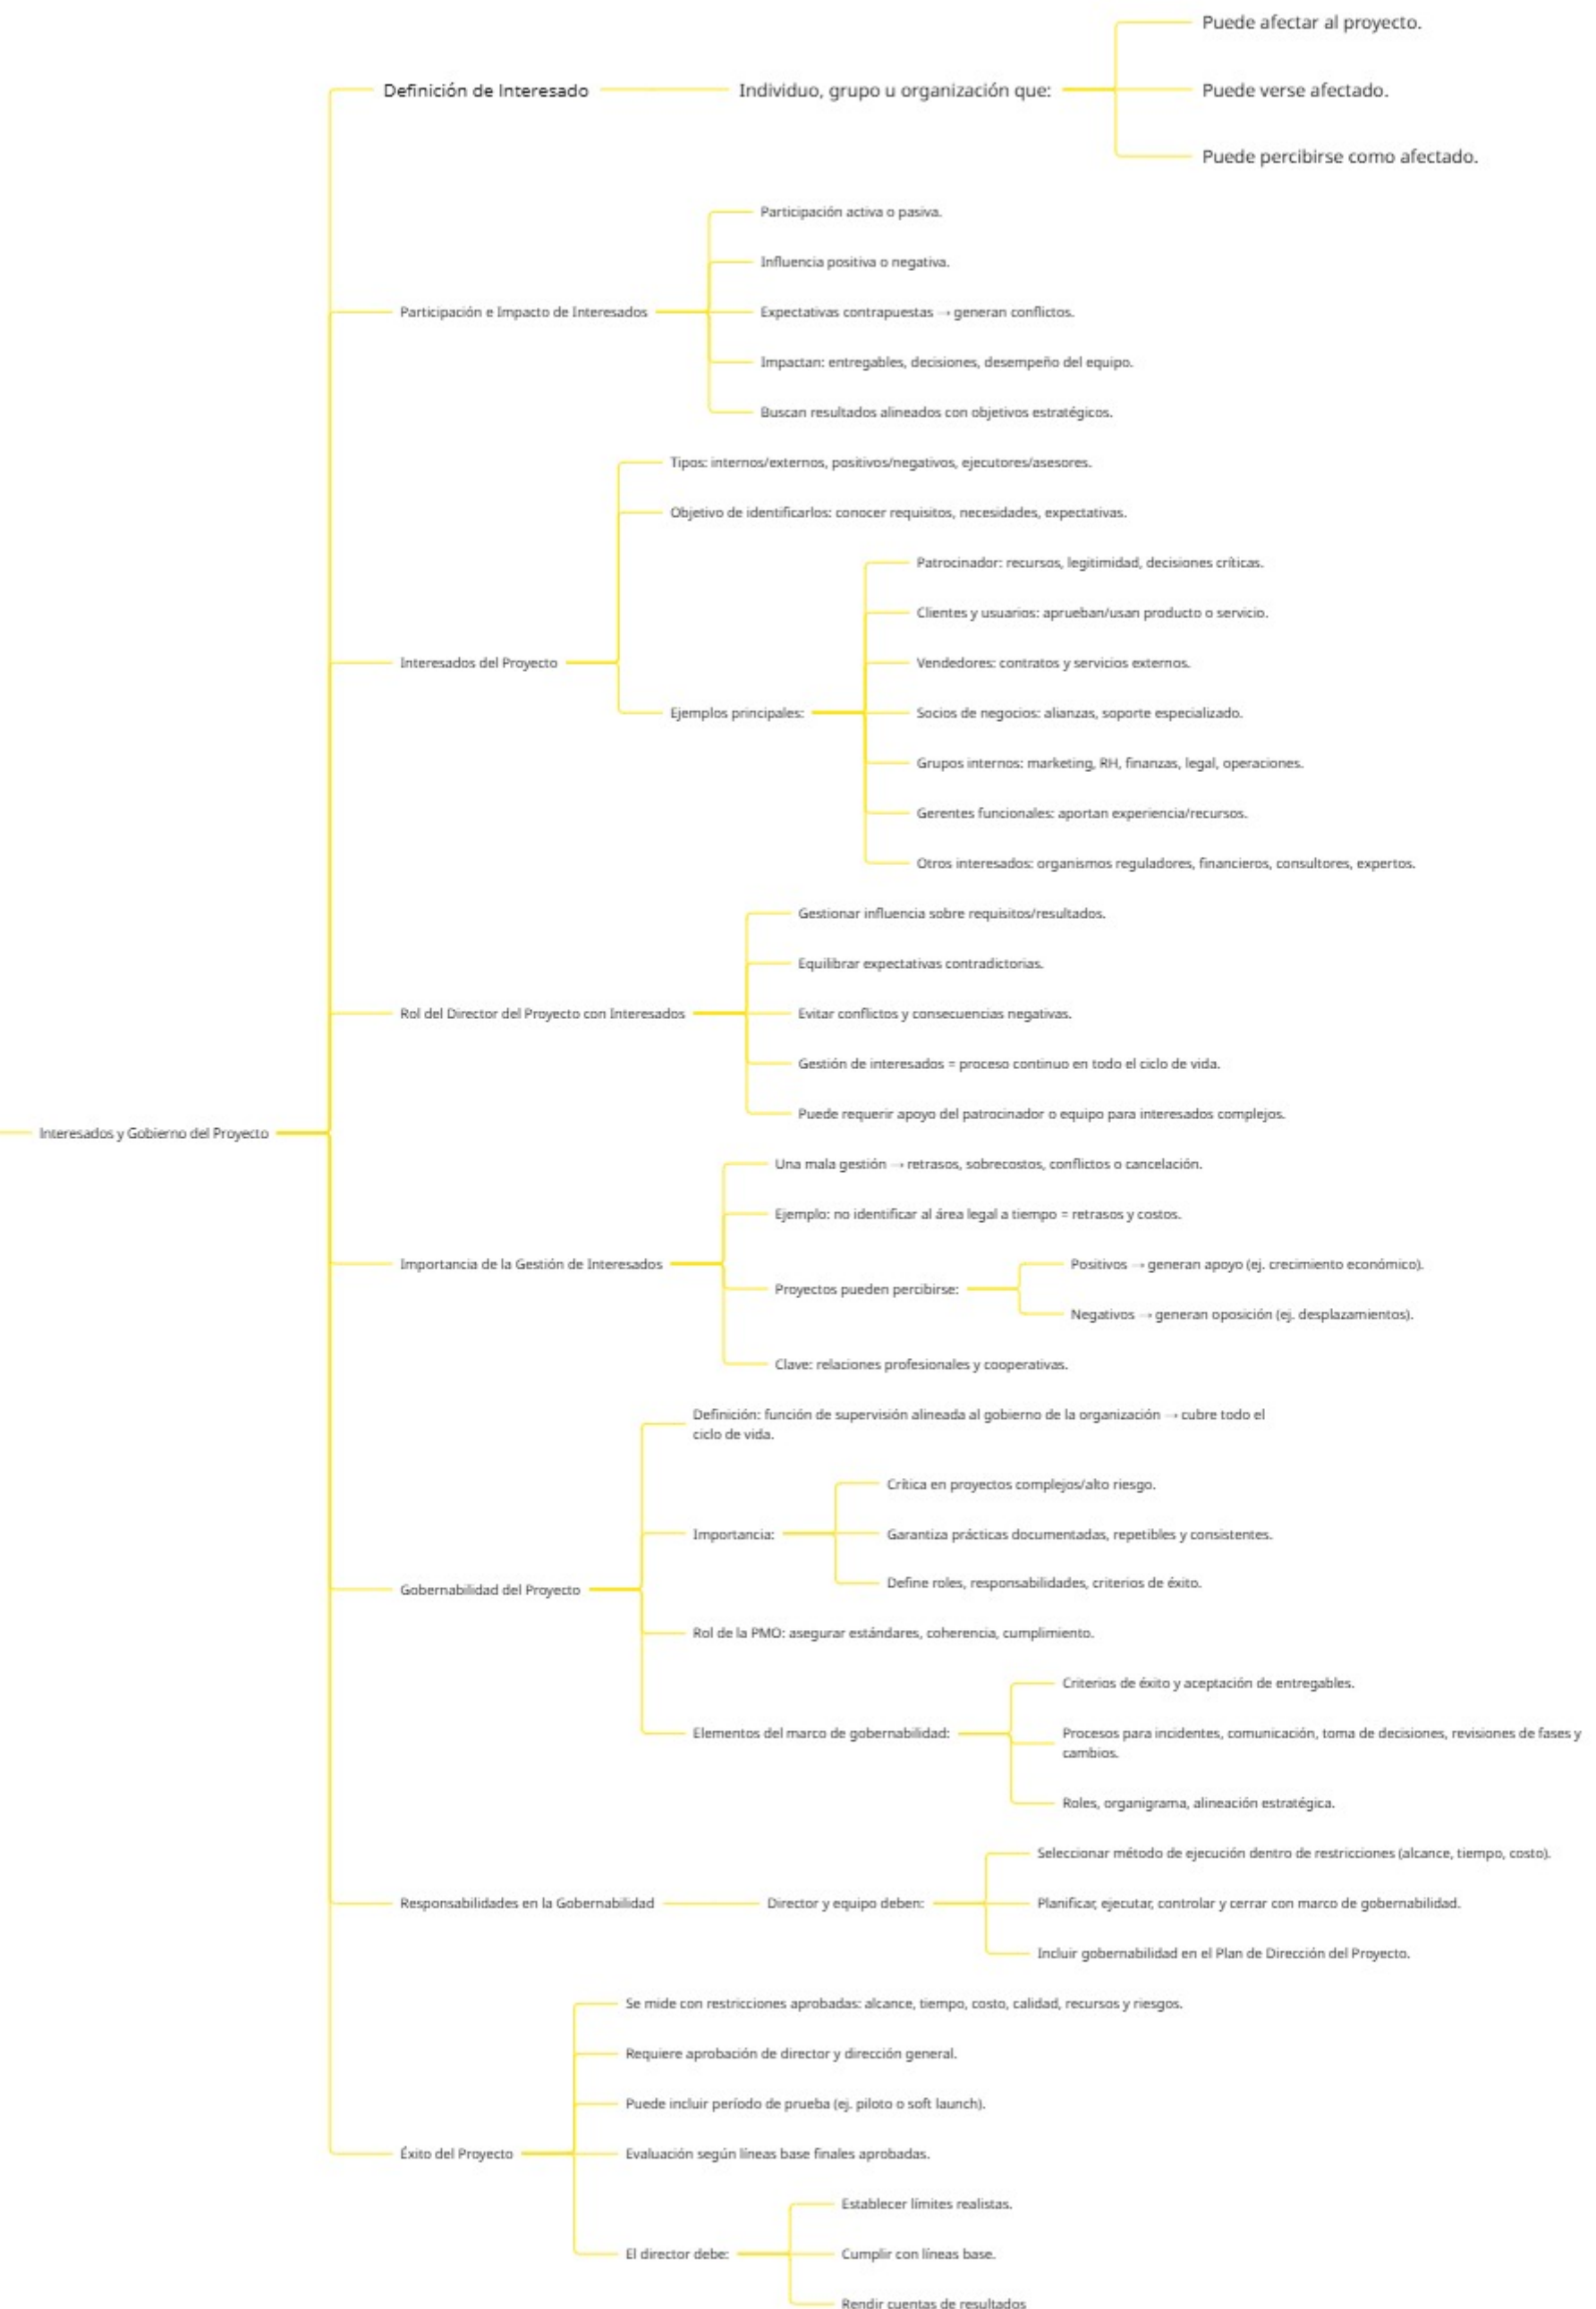 Puede afectar al proyecto.
Definición de Interesado
Individuo, grupo u organización que:
Puede verse afectado.
Puede percibirse como afectado.
Participación activa o pasiva.
Influencia positiva o negativa.
Participación e Impacto de Interesados
Expectativas contrapuestas → generan conflictos.
Impactan: entregables, decisiones, desempeño del equipo.
Buscan resultados alineados con objetivos estratégicos.
Tipos: internos/externos, positivos/negativos, ejecutores/asesores.
Objetivo de identificarlos: conocer requisitos, necesidades, expectativas.
Patrocinador: recursos, legitimidad, decisiones críticas.
Clientes y usuarios: aprueban/usan producto o servicio.
Interesados del Proyecto
Vendedores: contratos y servicios externos.
Ejemplos principales:
Socios de negocios: alianzas, soporte especializado.
Grupos internos: marketing, RH, finanzas, legal, operaciones.
Gerentes funcionales: aportan experiencia/recursos.
Otros interesados: organismos reguladores, financieros, consultores, expertos.
Gestionar influencia sobre requisitos/resultados.
Equilibrar expectativas contradictorias.
Rol del Director del Proyecto con Interesados
Evitar conflictos y consecuencias negativas.
Gestión de interesados = proceso continuo en todo el ciclo de vida.
Puede requerir apoyo del patrocinador o equipo para interesados complejos.
Interesados y Gobierno del Proyecto
Una mala gestión → retrasos, sobrecostos, conflictos o cancelación.
Ejemplo: no identificar al área legal a tiempo = retrasos y costos.
Importancia de la Gestión de Interesados
Proyectos pueden percibirse:
Positivos → generan apoyo (ej. crecimiento económico).
Negativos → generan oposición (ej. desplazamientos).
Clave: relaciones profesionales y cooperativas.
Definición: función de supervisión alineada al gobierno de la organización → cubre todo el
ciclo de vida.
Crítica en proyectos complejos/alto riesgo.
Importancia:
Garantiza prácticas documentadas, repetibles y consistentes.
Define roles, responsabilidades, criterios de éxito.
Gobernabilidad del Proyecto
Rol de la PMO: asegurar estándares, coherencia, cumplimiento.
Criterios de éxito y aceptación de entregables.
Elementos del marco de gobernabilidad:
Procesos para incidentes, comunicación, toma de decisiones, revisiones de fases y
cambios.
Roles, organigrama, alineación estratégica.
Seleccionar método de ejecución dentro de restricciones (alcance, tiempo, costo).
Responsabilidades en la Gobernabilidad
Director y equipo deben:
Planificar, ejecutar, controlar y cerrar con marco de gobernabilidad.
Incluir gobernabilidad en el Plan de Dirección del Proyecto.
Se mide con restricciones aprobadas: alcance, tiempo, costo, calidad, recursos y riesgos.
Requiere aprobación de director y dirección general.
Puede incluir período de prueba (ej. piloto o soft launch).
Éxito del Proyecto
Evaluación según líneas base finales aprobadas.
Establecer límites realistas.
El director debe:
Cumplir con líneas base.
Rendir cuentas de resultados